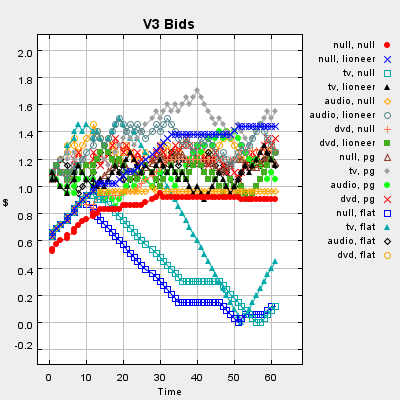 V3 Bids
2.0
1.8
1.6
1.4
1.2
1.0
0.8
0.6
0.4
0.2
0.0
-0.2
$
0 10 20 30 40 50 60
Time
null, null
null, lioneer
tv, null
tv, lioneer
audio, null
audio, lioneer
dvd, null
dvd, lioneer
null, pg
tv, pg
audio, pg
dvd, pg
null, flat
tv, flat
audio, flat
dvd, flat